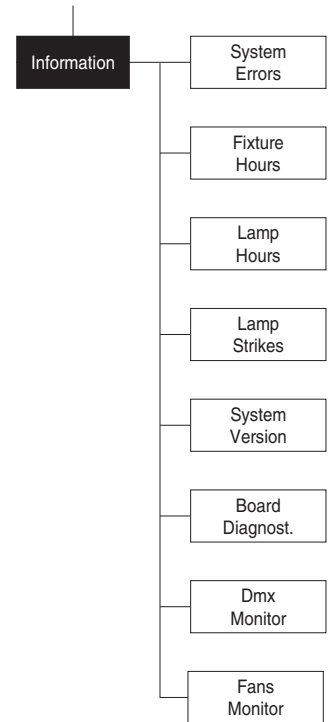 Information
System
Errors
Fixture
Hours
Lamp
Hours
Lamp
Strikes
System
Version
Board
Diagnost.
Dmx
Monitor
Fans
Monitor